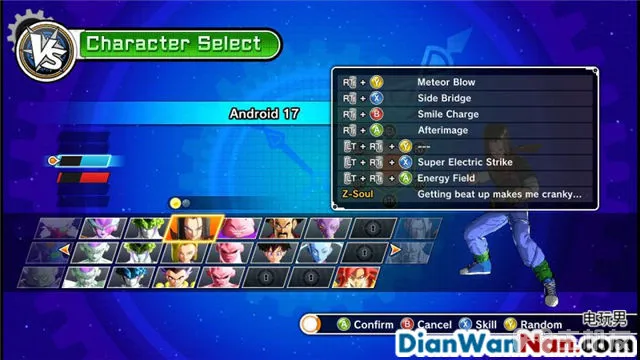 VS
Character Select
RT + Y Meteor Blow
RT + X Side Bridge
RT + B Smile Charge
Android 17
RT + A Afterimage
LT + RT + Y ---
LT + RT + X Super Electric Strike
LT + RT + A Energy Field
Z-Soul Getting beat up makes me cranky...
A Confirm B Cancel X Skill Y Random
电玩男
DianWanNan.com